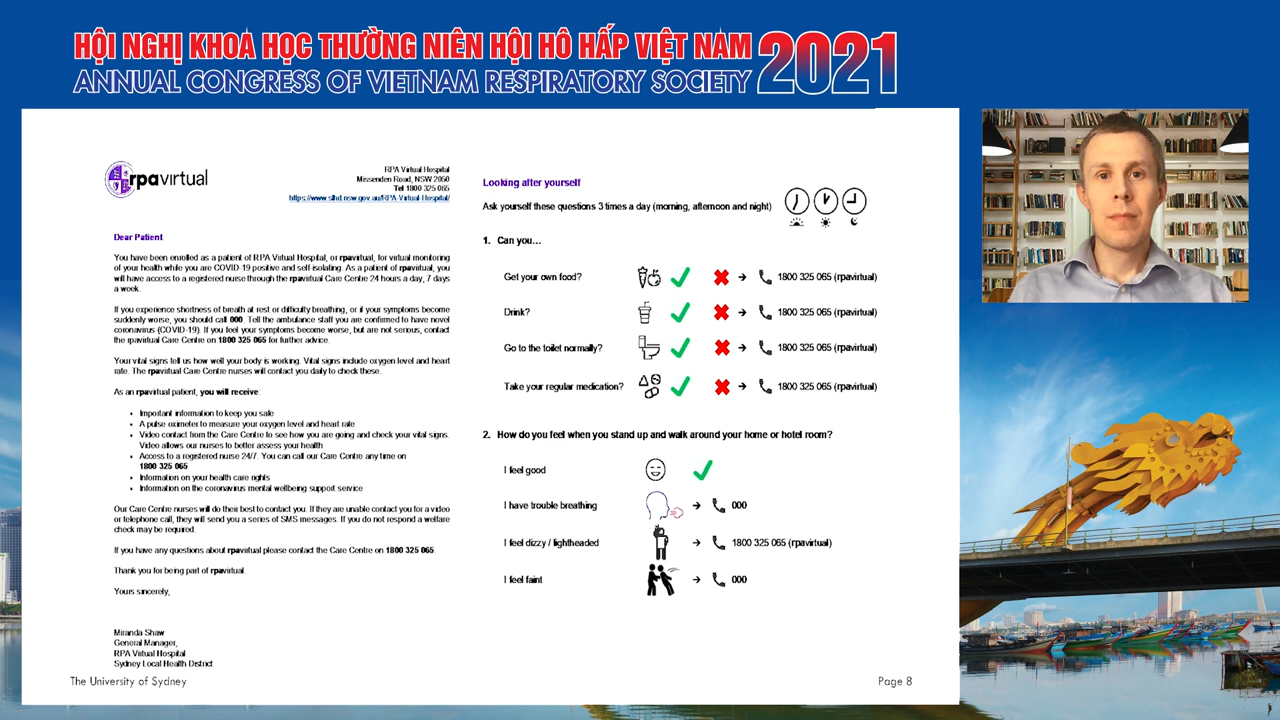 HỘI NGHỊ KHOA HỌC THƯỜNG NIÊN HỘI HÔ HẤP VIỆT NAM 2021
ANNUAL CONGRESS OF VIETNAM RESPIRATORY SOCIETY
rpavirtual
RPA Virtual Hospital
Missenden Road, NSW 2050
Tel 1800 325 065
https://www.slhd.nsw.gov.au/RPA-Virtual-Hospital/
Dear Patient
You have been enrolled as a patient of RPA Virtual Hospital, or rpavirtual, for virtual monitoring
of your health while you are COVID-19 positive and self-isolating. As a patient of rpavirtual, you
will have access to a registered nurse through the rpavirtual Care Centre 24 hours a day, 7 days
a week.
If you experience shortness of breath at rest or difficulty breathing, or if your symptoms become
suddenly worse, you should call 000. Tell the ambulance staff you are confirmed to have novel
coronavirus (COVID-19). If you feel your symptoms become worse, but are not serious, contact
the rpavirtual Care Centre on 1800 325 065 for further advice.
Your vital signs tell us how well your body is working. Vital signs include oxygen level and heart
rate. The rpavirtual Care Centre nurses will contact you daily to check these.
As an rpavirtual patient, you will receive:
• Important information to keep you safe
• A pulse oximeter to measure your oxygen level and heart rate
• Video contact from the Care Centre to see how you are going and check your vital signs.
Video allows our nurses to better assess your health
• Access to a registered nurse 24/7. You can call our Care Centre any time on
1800 325 065
• Information on your health care rights
• Information on the coronavirus mental wellbeing support service
Our Care Centre nurses will do their best to contact you. If they are unable contact you for a video
or telephone call, they will send you a series of SMS messages. If you do not respond a welfare
check may be required.
If you have any questions about rpavirtual please contact the Care Centre on 1800 325 065.
Thank you for being part of rpavirtual.
Yours sincerely,
Miranda Shaw
General Manager,
RPA Virtual Hospital
Sydney Local Health District
Looking after yourself
Ask yourself these questions 3 times a day (morning, afternoon and night)
1. Can you...
Get your own food? 1800 325 065 (rpavirtual)
Drink? 1800 325 065 (rpavirtual)
Go to the toilet normally? 1800 325 065 (rpavirtual)
Take your regular medication? 1800 325 065 (rpavirtual)
2. How do you feel when you stand up and walk around your home or hotel room?
I feel good
I have trouble breathing → 000
I feel dizzy / lightheaded → 1800 325 065 (rpavirtual)
I feel faint → 000
The University of Sydney
Page 8